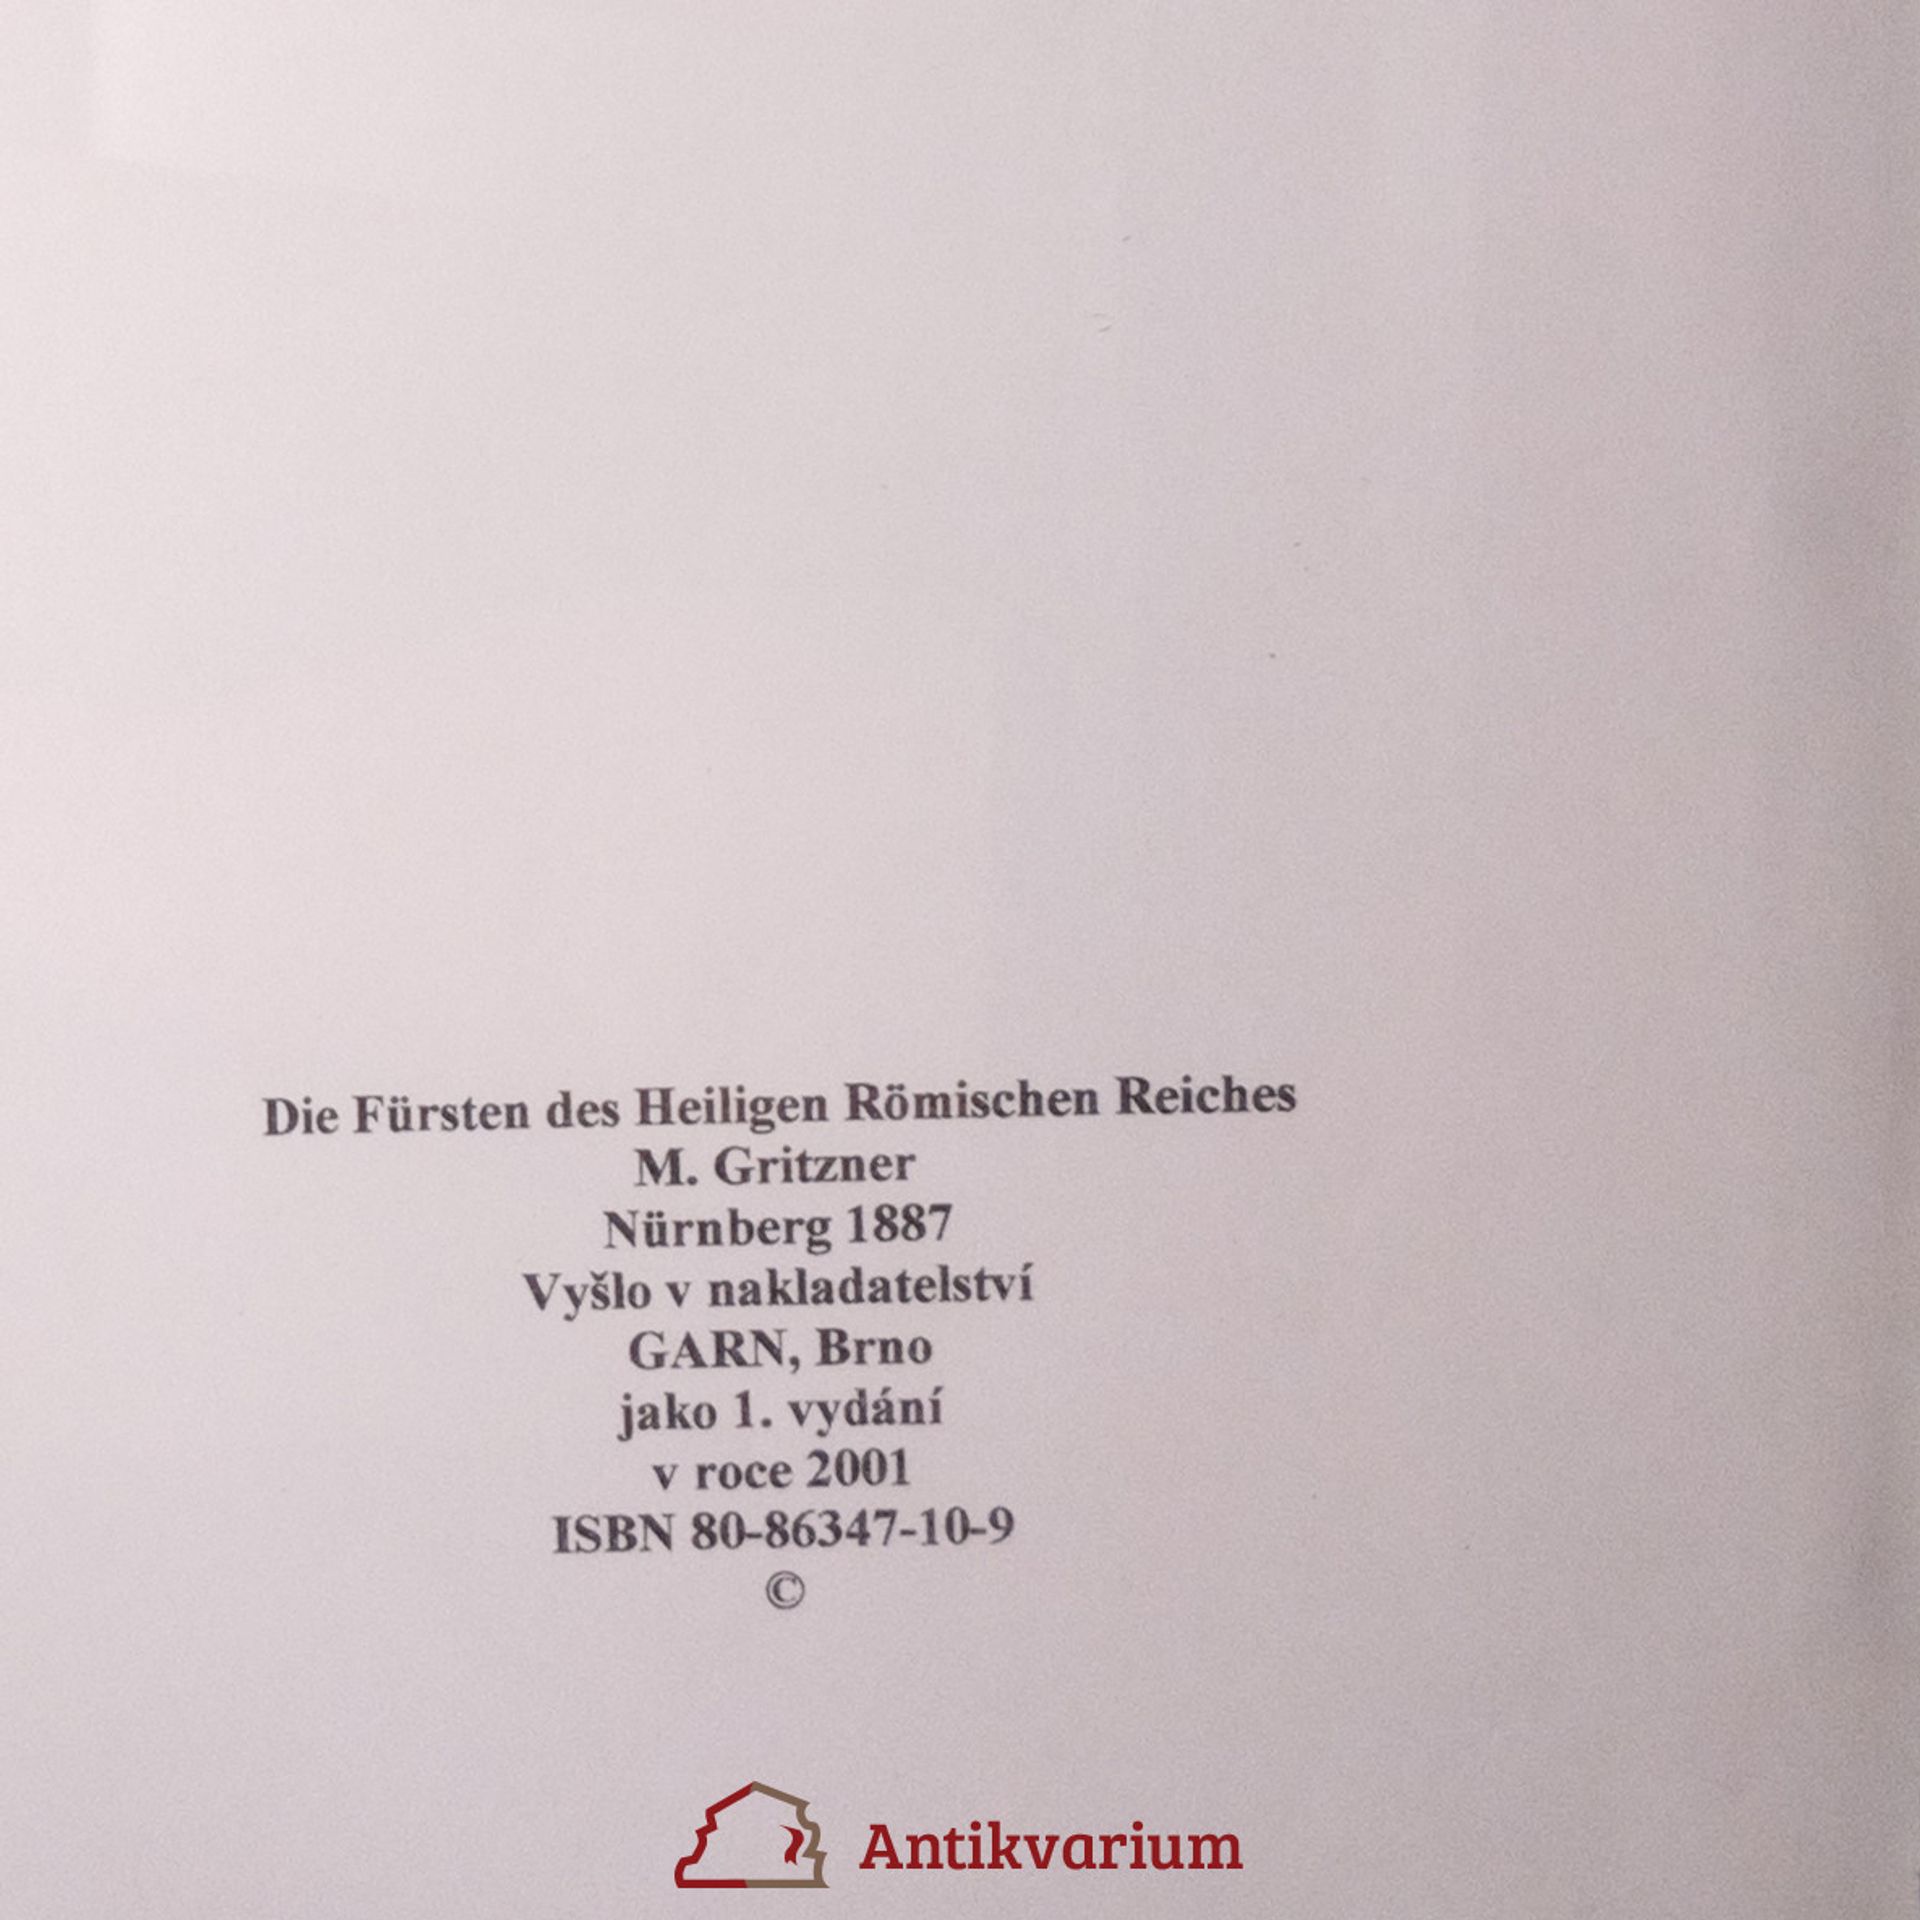 Die Fürsten des Heiligen Römischen Reiches
M. Gritzner
Nürnberg 1887
Vyšlo v nakladatelství
GARN, Brno
jako 1. vydání
v roce 2001
ISBN 80-86347-10-9
©
Antikvarium